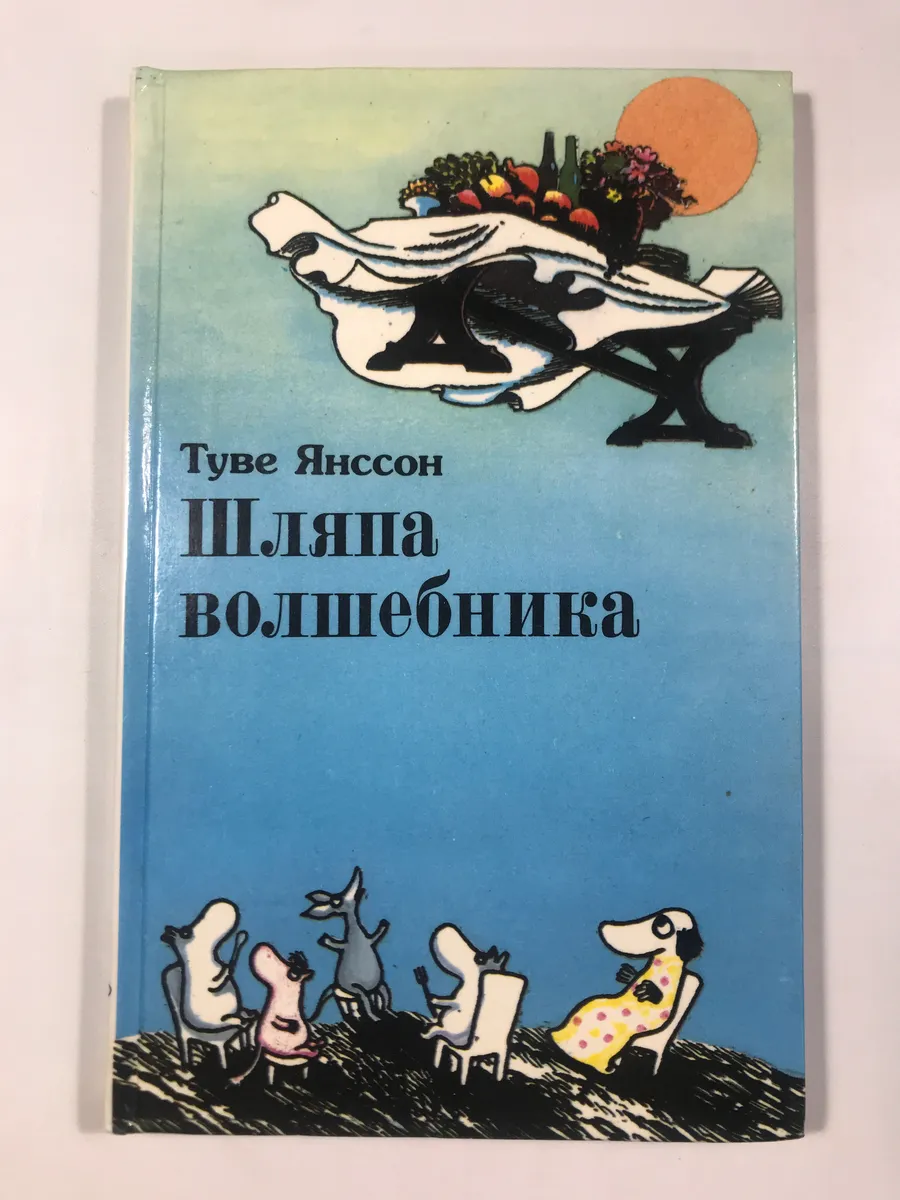 Туве Янссон
Шляпа
волшебника